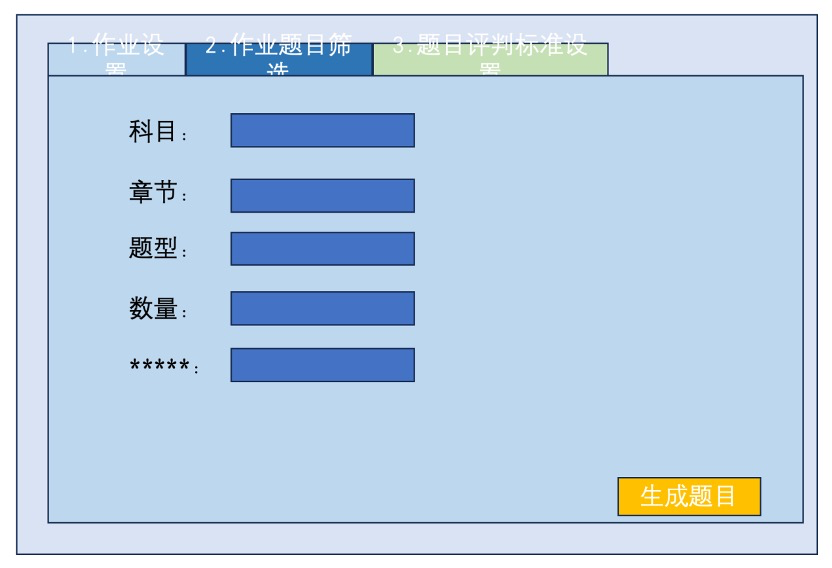 1.作业设
置
2.作业题目筛
选
3.题目评判标准设
置
科目：
章节：
题型：
数量：
*****：
生成题目